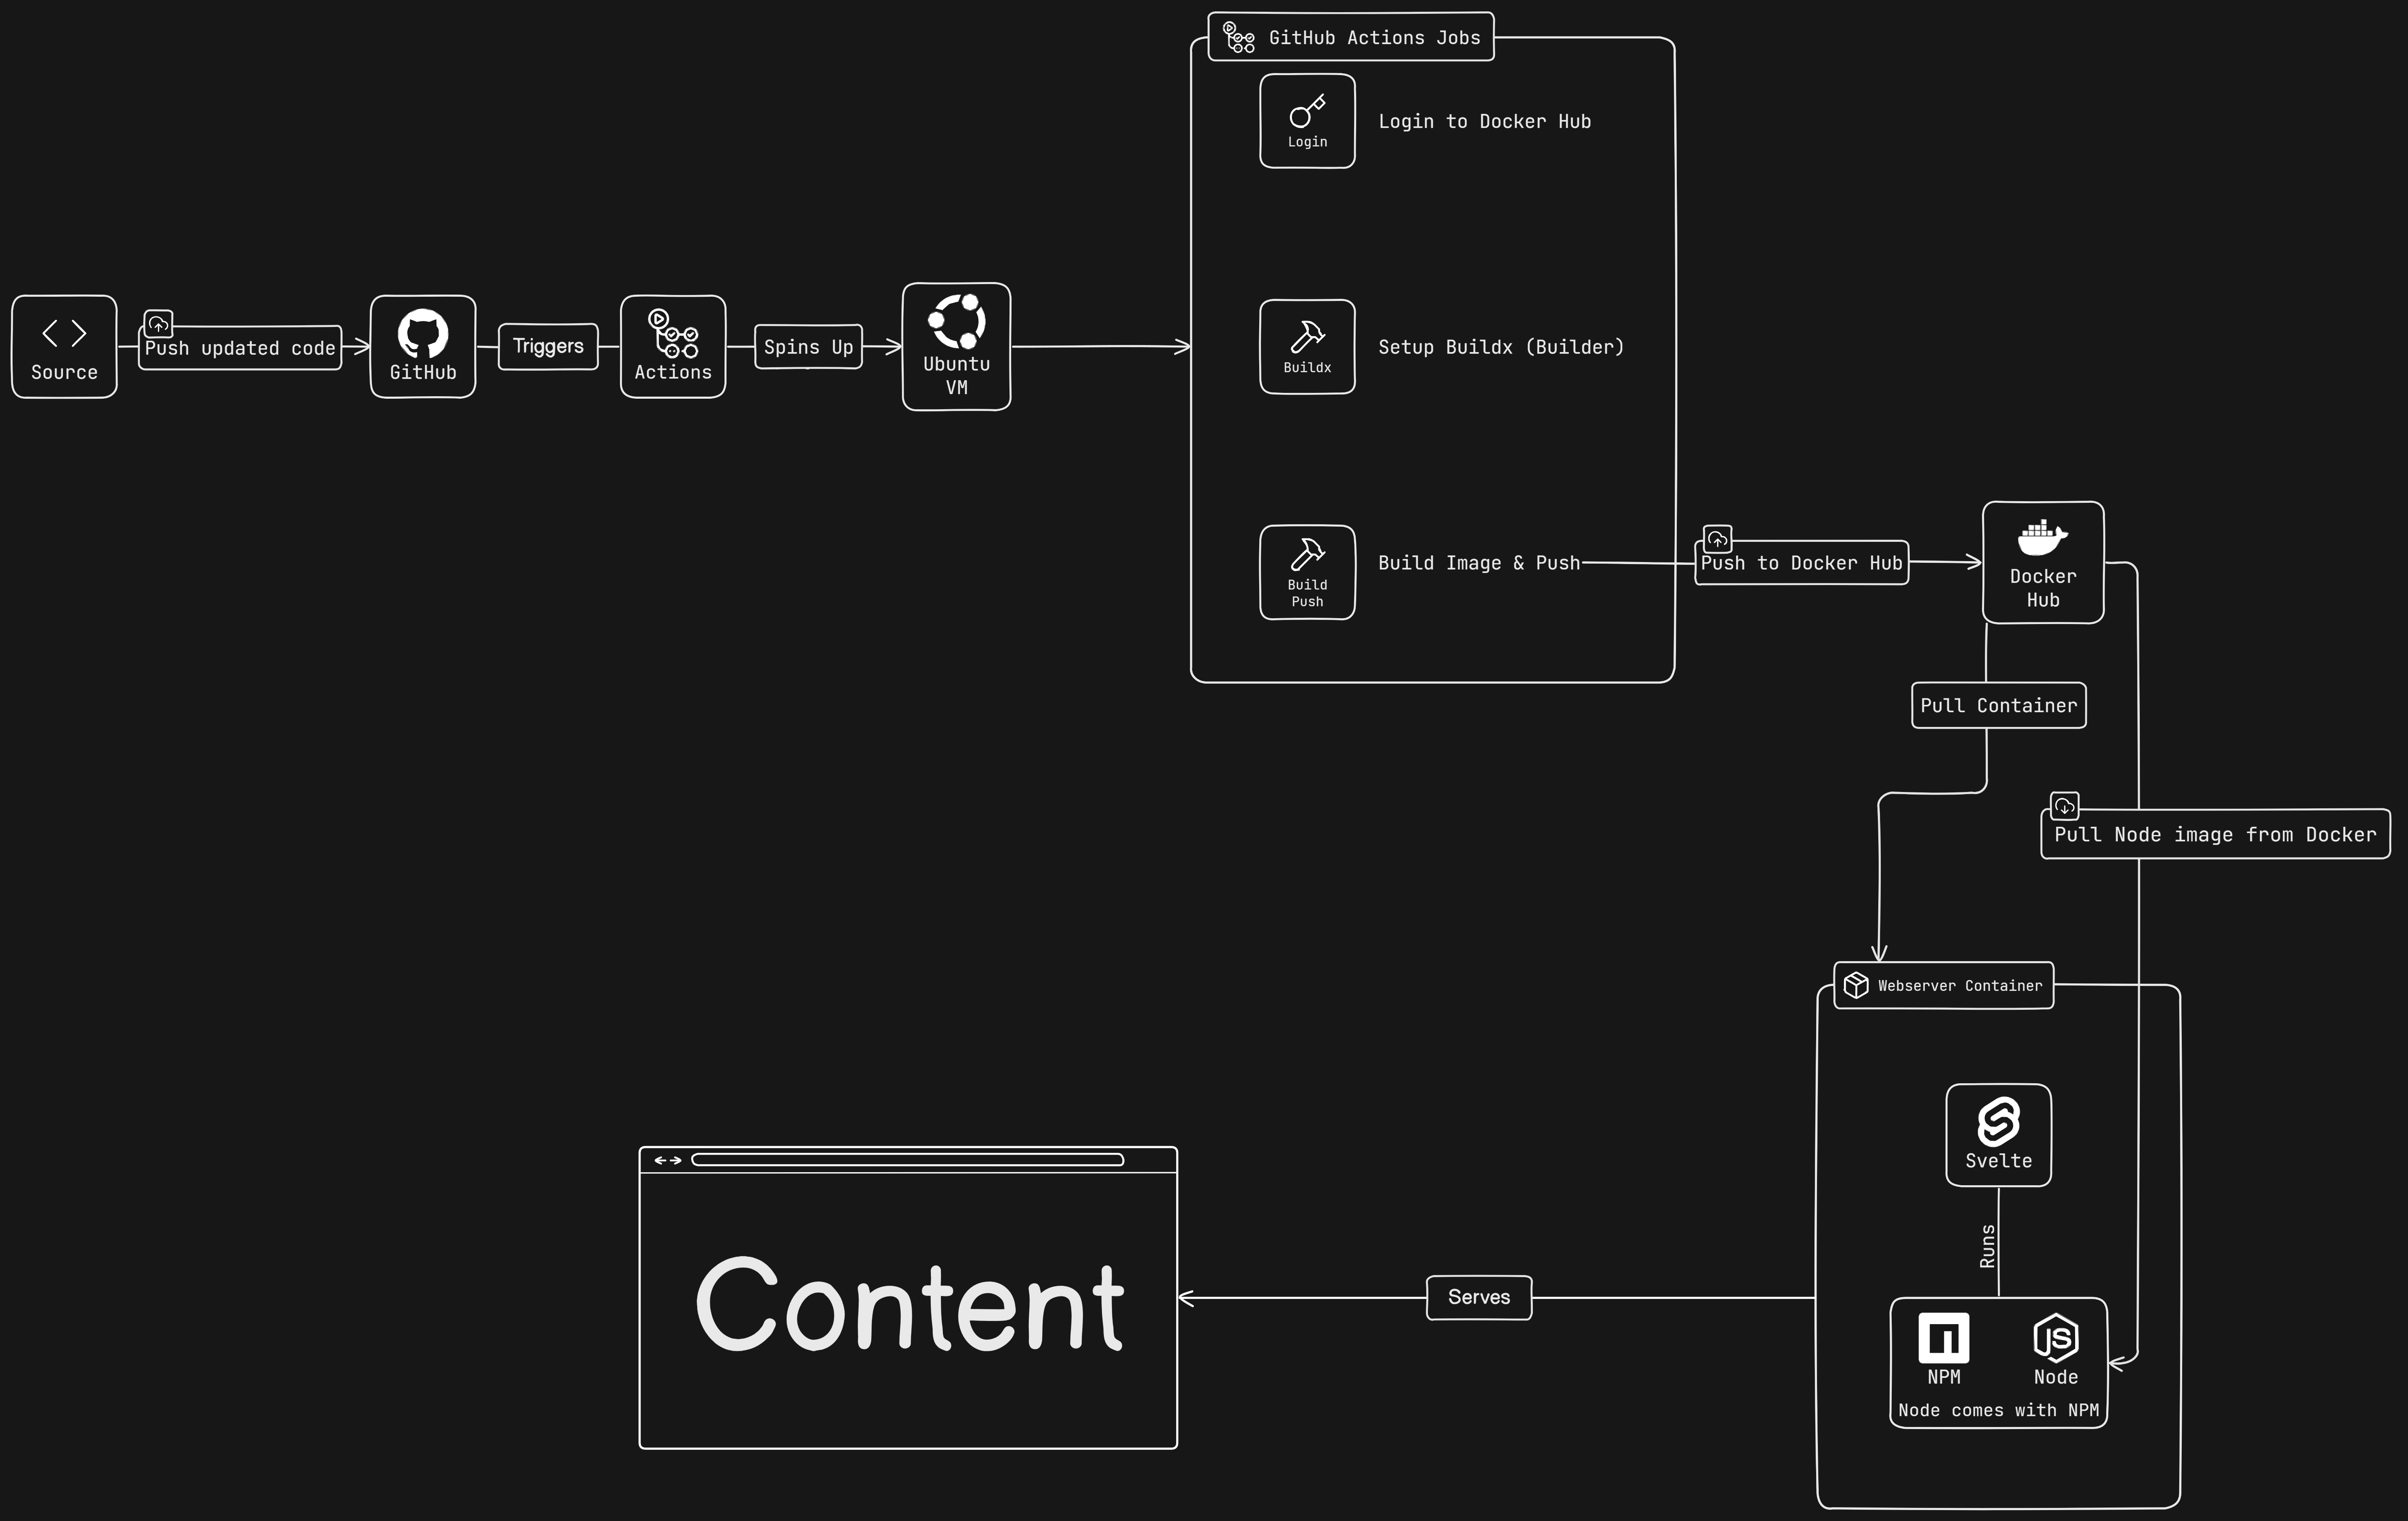 GitHub Actions Jobs
Login
Login to Docker Hub
Source
Push updated code
GitHub
Triggers
Actions
Spins Up
Ubuntu
VM
Buildx
Setup Buildx (Builder)
Build
Push
Build Image & Push
Push to Docker Hub
Docker
Hub
Pull Container
Pull Node image from Docker
Webserver Container
Svelte
Runs
JS
NPM
Node
Node comes with NPM
Serves
Content